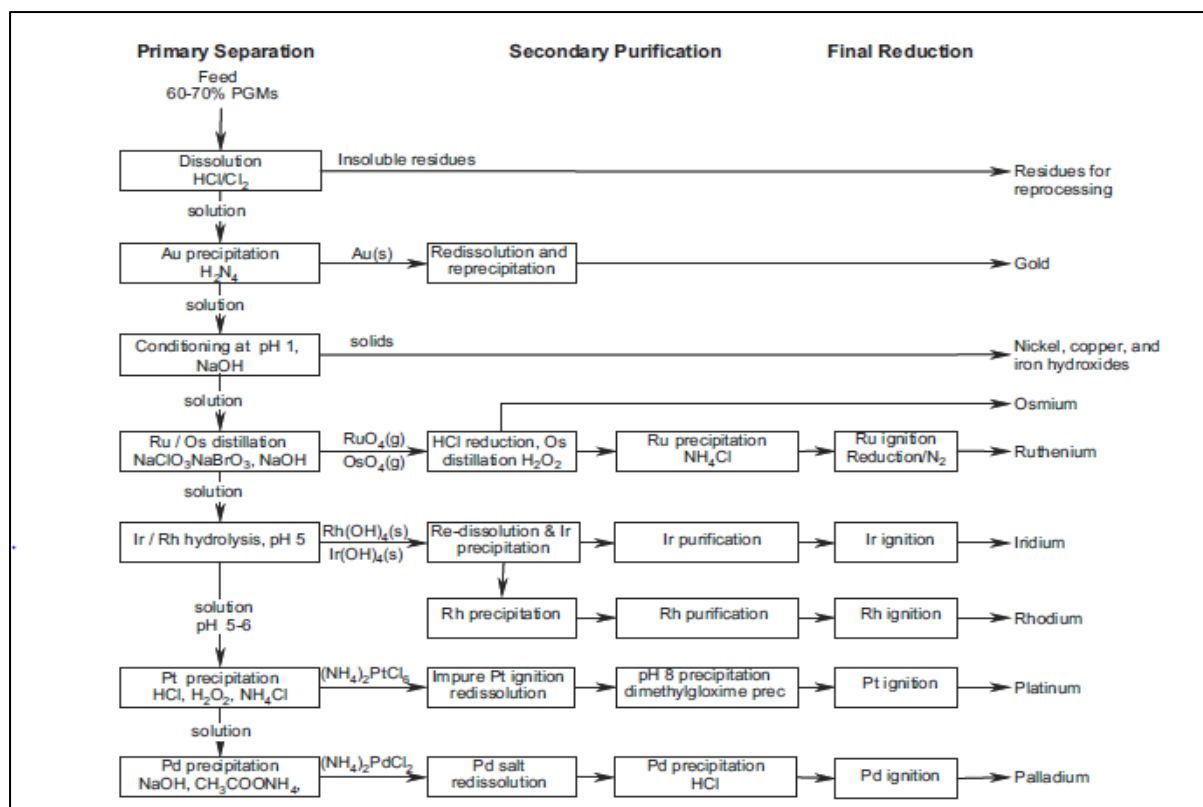 Primary Separation
Secondary Purification
Final Reduction
Feed
60-70% PGMs
Dissolution
HCl/Cl₂
Insoluble residues
Residues for
reprocessing
solution
Au precipitation
H₂N₄
Au(s)
Redissolution and
reprecipitation
Gold
solution
Conditioning at pH 1,
NaOH
solids
Nickel, copper, and
iron hydroxides
solution
Osmium
Ru / Os distillation
NaClO₃NaBrO₃, NaOH
RuO₄(g)
OsO₄(g)
HCl reduction, Os
distillation H₂O₂
Ru precipitation
NH₄Cl
Ru ignition
Reduction/N₂
Ruthenium
solution
Ir / Rh hydrolysis, pH 5
Rh(OH)₄(s)
Ir(OH)₄(s)
Re-dissolution & Ir
precipitation
Ir purification
Ir ignition
Iridium
solution
pH 5-6
Rh precipitation
Rh purification
Rh ignition
Rhodium
Pt precipitation
HCl, H₂O₂, NH₄Cl
(NH₄)₂PtCl₆
Impure Pt ignition
redissolution
pH 8 precipitation
dimethylgloxime prec
Pt ignition
Platinum
solution
Pd precipitation
NaOH, CH₃COONH₄,
(NH₄)₂PdCl₂
Pd salt
redissolution
Pd precipitation
HCl
Pd ignition
Palladium